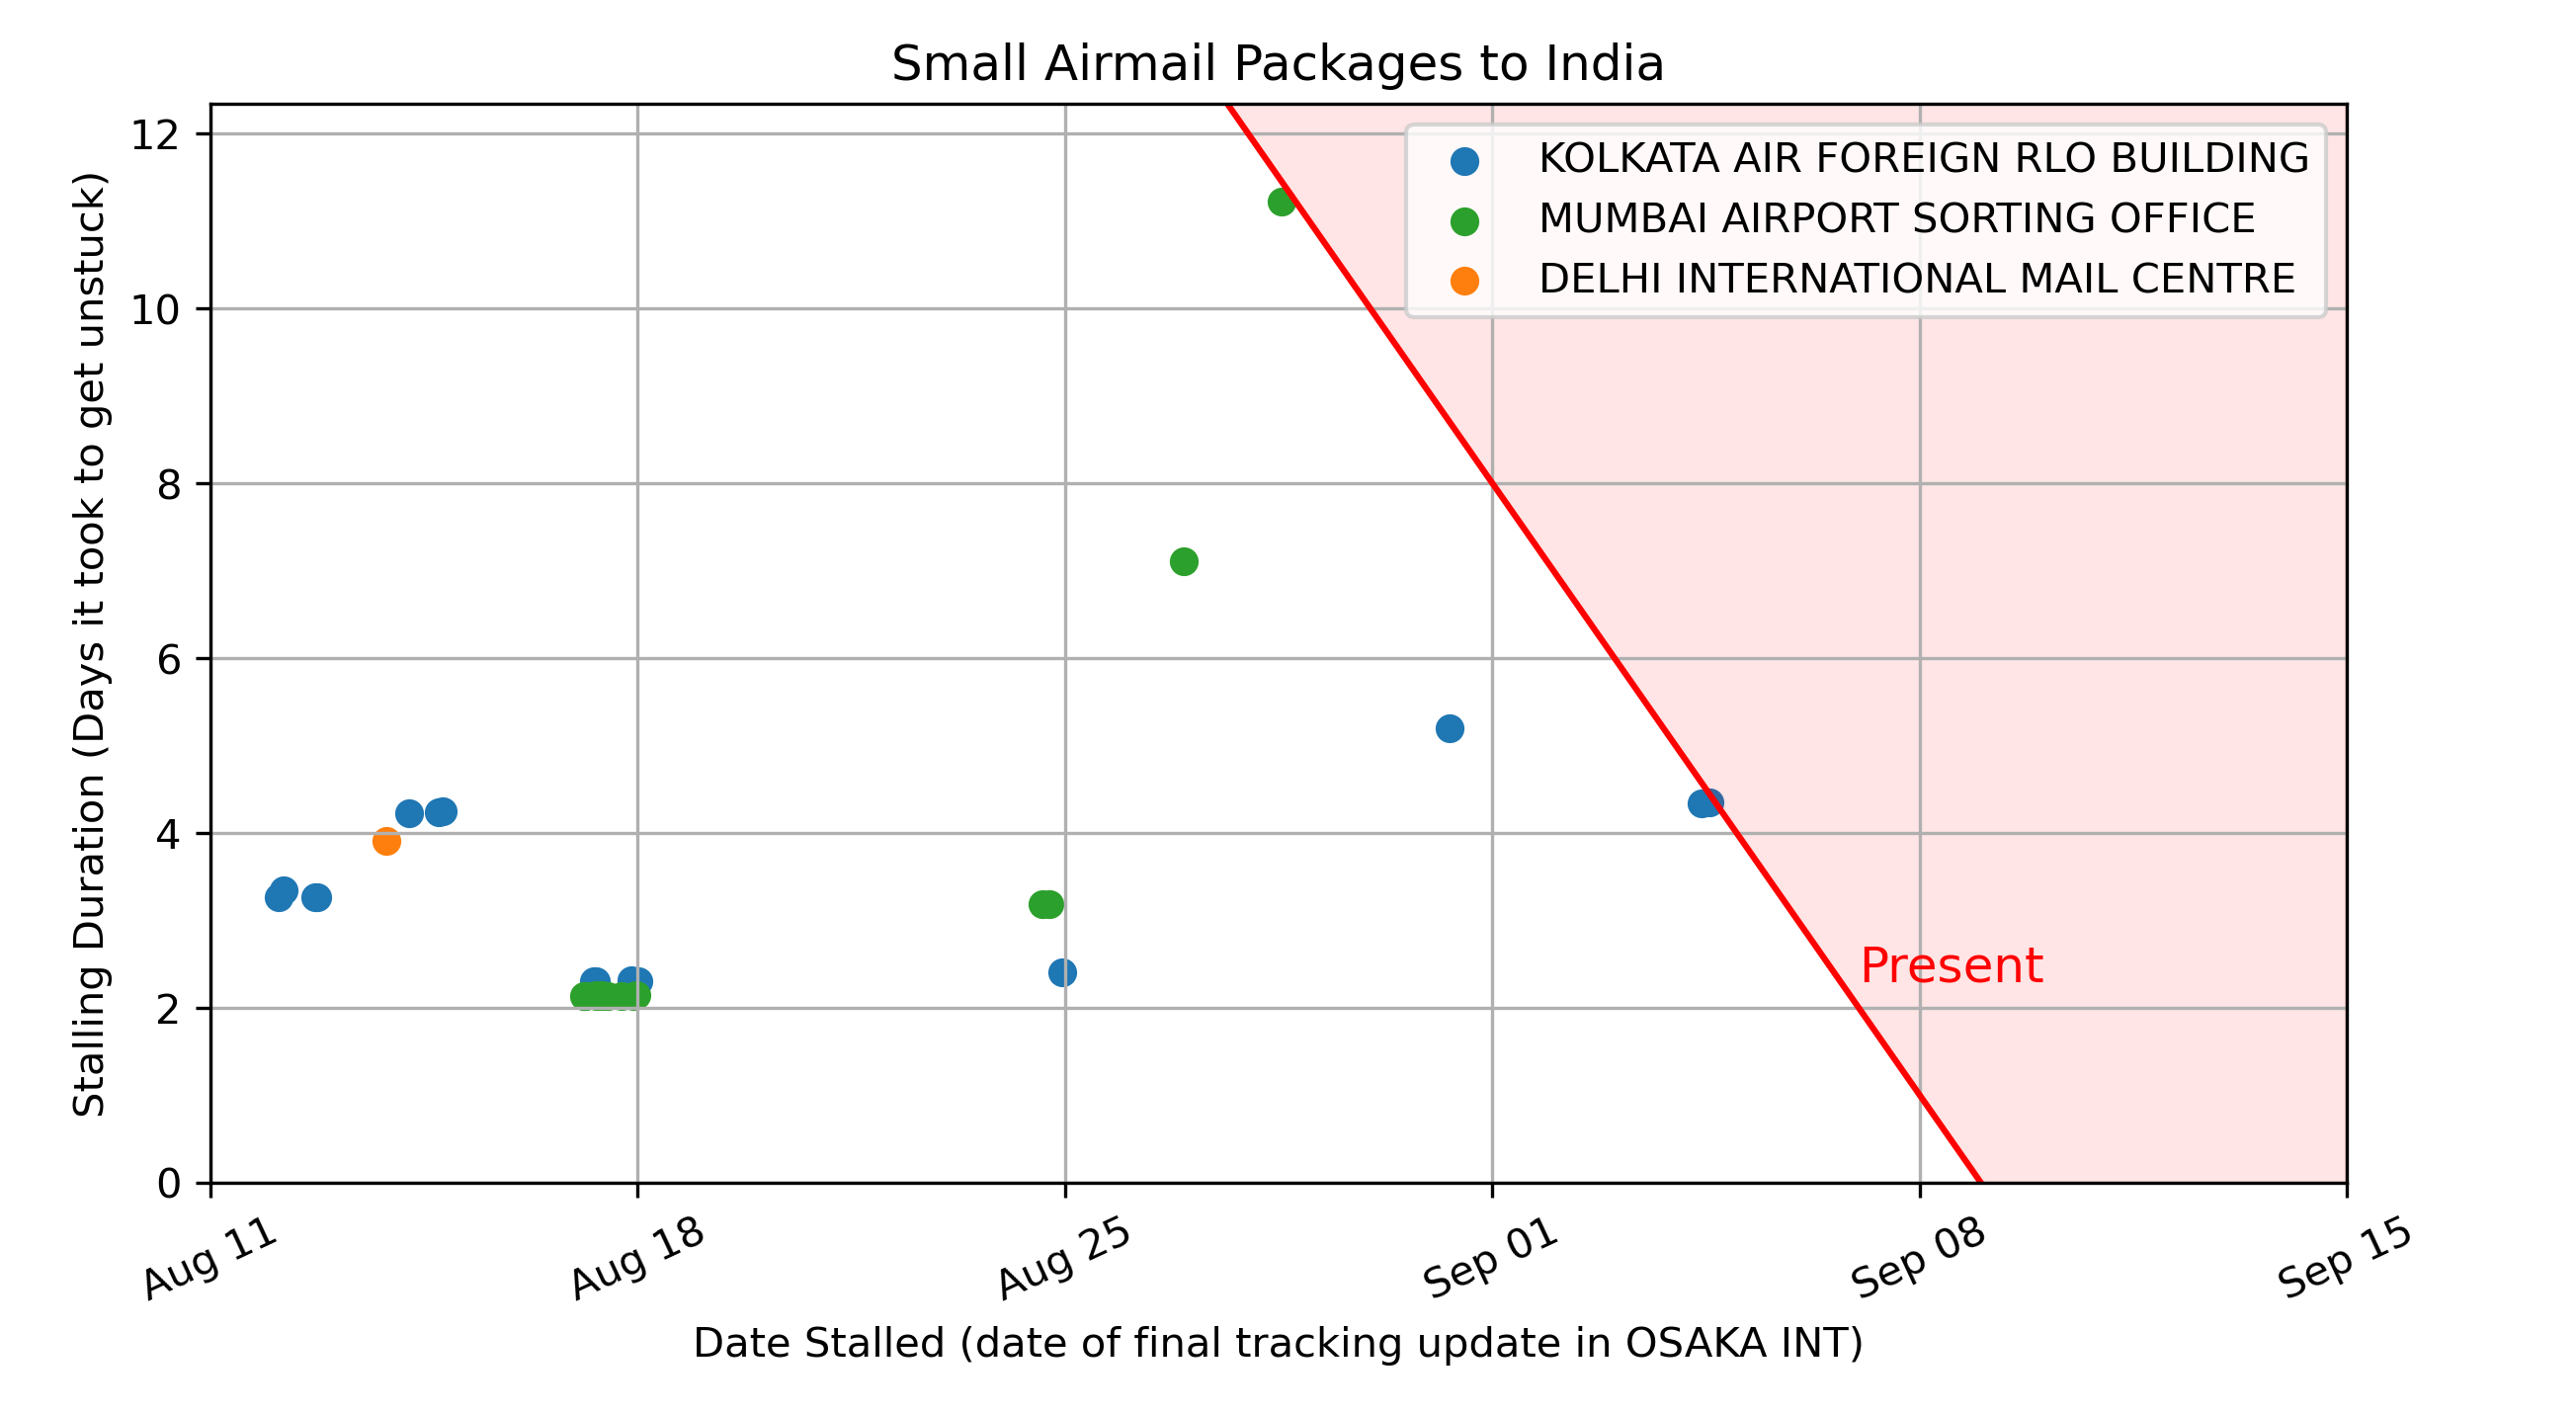 Small Airmail Packages to India
Stalling Duration (Days it took to get unstuck)
12
10
8
6
4
2
0
KOLKATA AIR FOREIGN RLO BUILDING
MUMBAI AIRPORT SORTING OFFICE
DELHI INTERNATIONAL MAIL CENTRE
Present
Aug 11
Aug 18
Aug 25
Sep 01
Sep 08
Sep 15
Date Stalled (date of final tracking update in OSAKA INT)